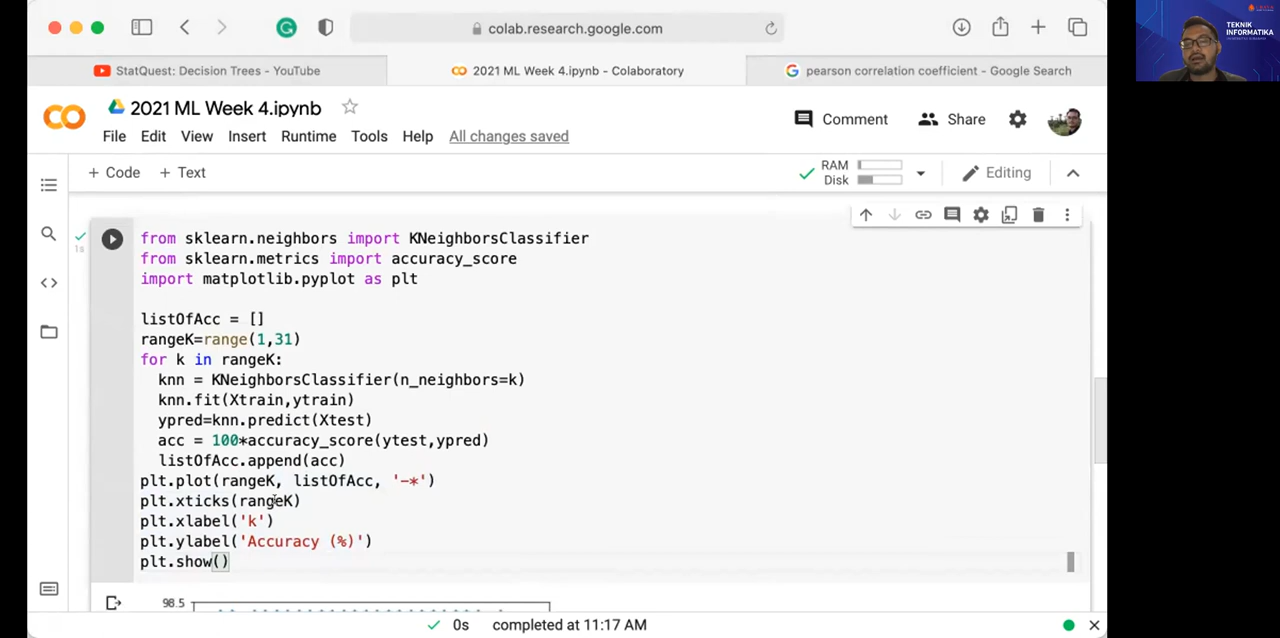 colab.research.google.com
StatQuest: Decision Trees - YouTube
2021 ML Week 4.ipynb - Colaboratory
pearson correlation coefficient - Google Search
TEKNIK
INFORMATIKA
2021 ML Week 4.ipynb
Comment
Share
File Edit View Insert Runtime Tools Help All changes saved
+ Code + Text
RAM
Disk
Editing
1s
from sklearn.neighbors import KNeighborsClassifier
from sklearn.metrics import accuracy_score
import matplotlib.pyplot as plt
listOfAcc = []
rangeK=range(1,31)
for k in rangeK:
knn = KNeighborsClassifier(n_neighbors=k)
knn.fit(Xtrain,ytrain)
ypred=knn.predict(Xtest)
acc = 100*accuracy_score(ytest,ypred)
listOfAcc.append(acc)
plt.plot(rangeK, listOfAcc, '-*')
plt.xticks(rangeK)
plt.xlabel('k')
plt.ylabel('Accuracy (%)')
plt.show()
98.5
0s completed at 11:17 AM